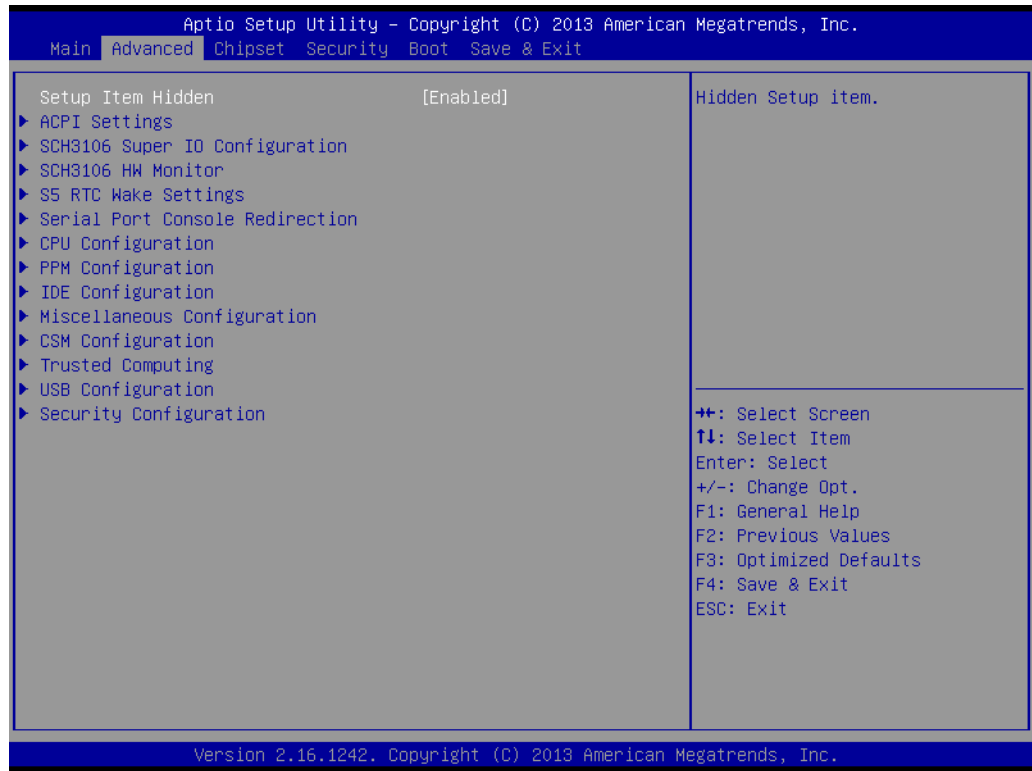 Aptio Setup Utility – Copyright (C) 2013 American Megatrends, Inc.
Main Advanced Chipset Security Boot Save & Exit
Setup Item Hidden [Enabled]
▶ ACPI Settings
▶ SCH3106 Super IO Configuration
▶ SCH3106 HW Monitor
▶ S5 RTC Wake Settings
▶ Serial Port Console Redirection
▶ CPU Configuration
▶ PPM Configuration
▶ IDE Configuration
▶ Miscellaneous Configuration
▶ CSM Configuration
▶ Trusted Computing
▶ USB Configuration
▶ Security Configuration
Hidden Setup item.
→←: Select Screen
↑↓: Select Item
Enter: Select
+/-: Change Opt.
F1: General Help
F2: Previous Values
F3: Optimized Defaults
F4: Save & Exit
ESC: Exit
Version 2.16.1242. Copyright (C) 2013 American Megatrends, Inc.